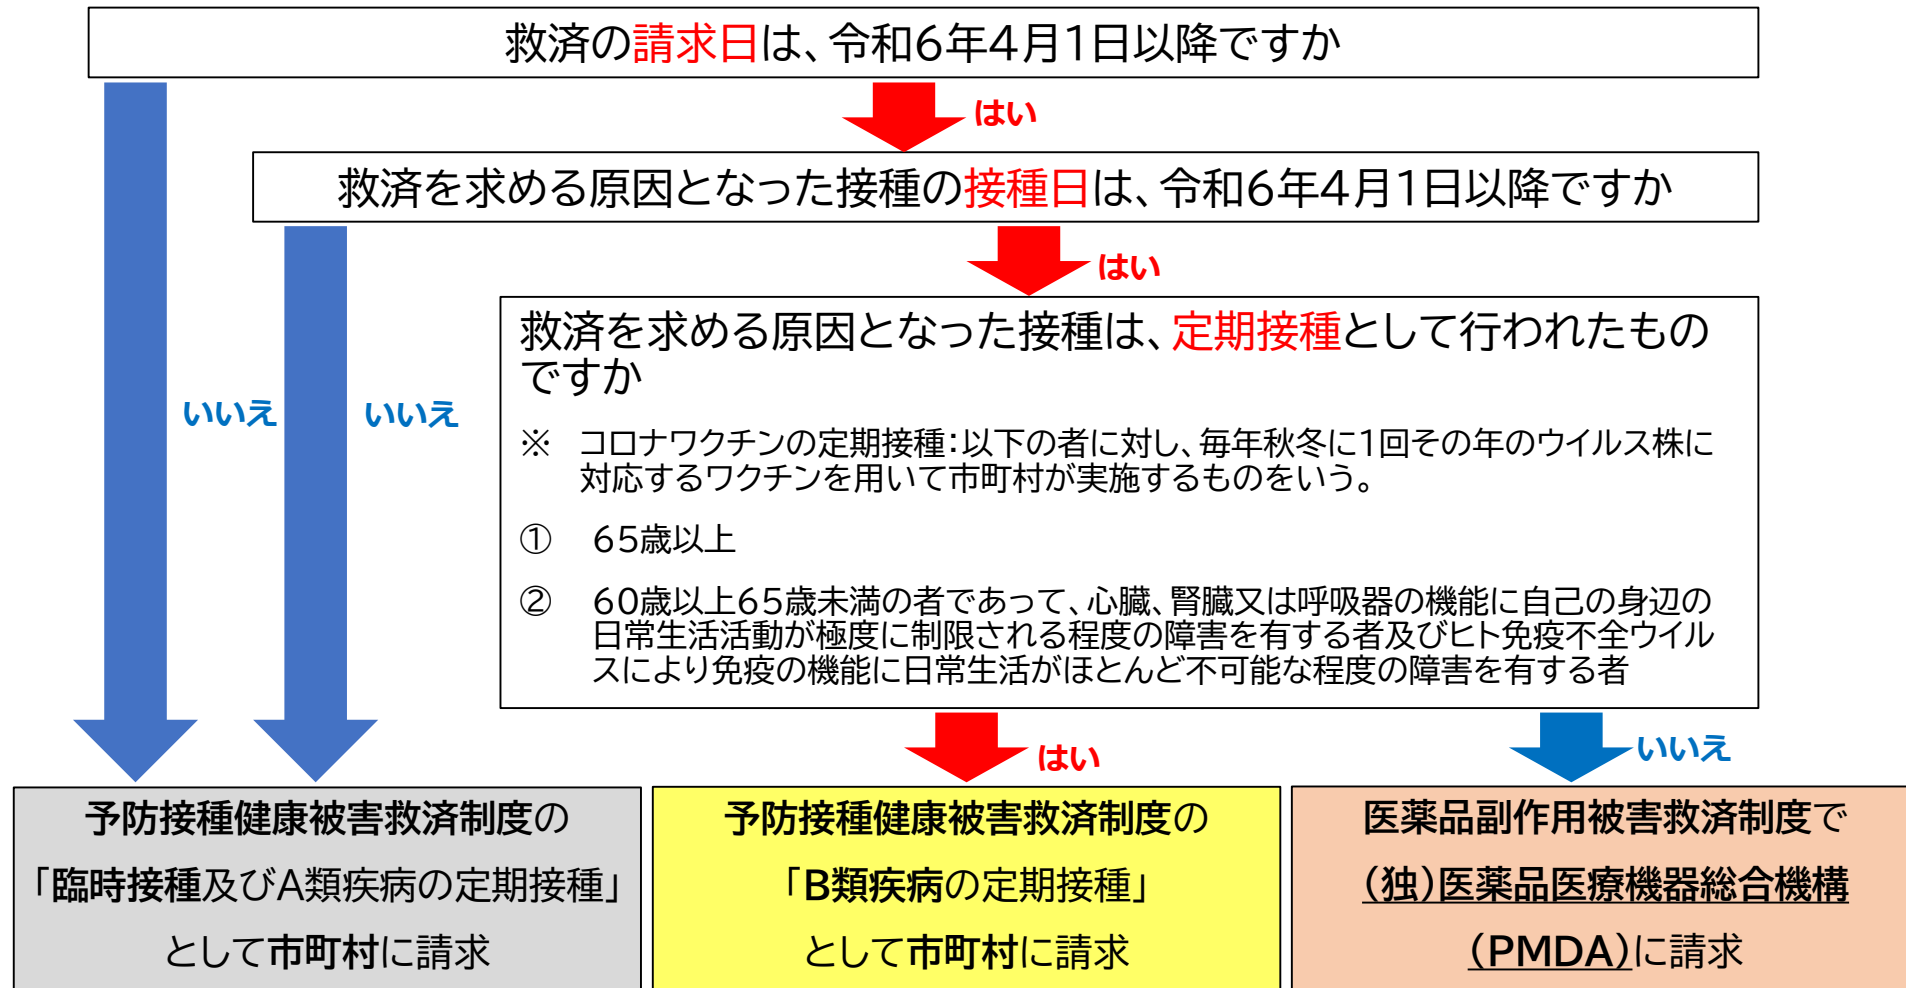 救済の請求日は、令和6年4月1日以降ですか
はい
救済を求める原因となった接種の接種日は、令和6年4月1日以降ですか
はい
救済を求める原因となった接種は、定期接種として行われたもの
ですか
※ コロナワクチンの定期接種：以下の者に対し、毎年秋冬に1回その年のウイルス株に
対応するワクチンを用いて市町村が実施するものをいう。
① 65歳以上
② 60歳以上65歳未満の者であって、心臓、腎臓又は呼吸器の機能に自己の身辺の
日常生活活動が極度に制限される程度の障害を有する者及びヒト免疫不全ウイル
スにより免疫の機能に日常生活がほとんど不可能な程度の障害を有する者
いいえ
いいえ
はい
いいえ
予防接種健康被害救済制度の
「臨時接種及びA類疾病の定期接種」
として市町村に請求
予防接種健康被害救済制度の
「B類疾病の定期接種」
として市町村に請求
医薬品副作用被害救済制度で
（独）医薬品医療機器総合機構
（PMDA）に請求